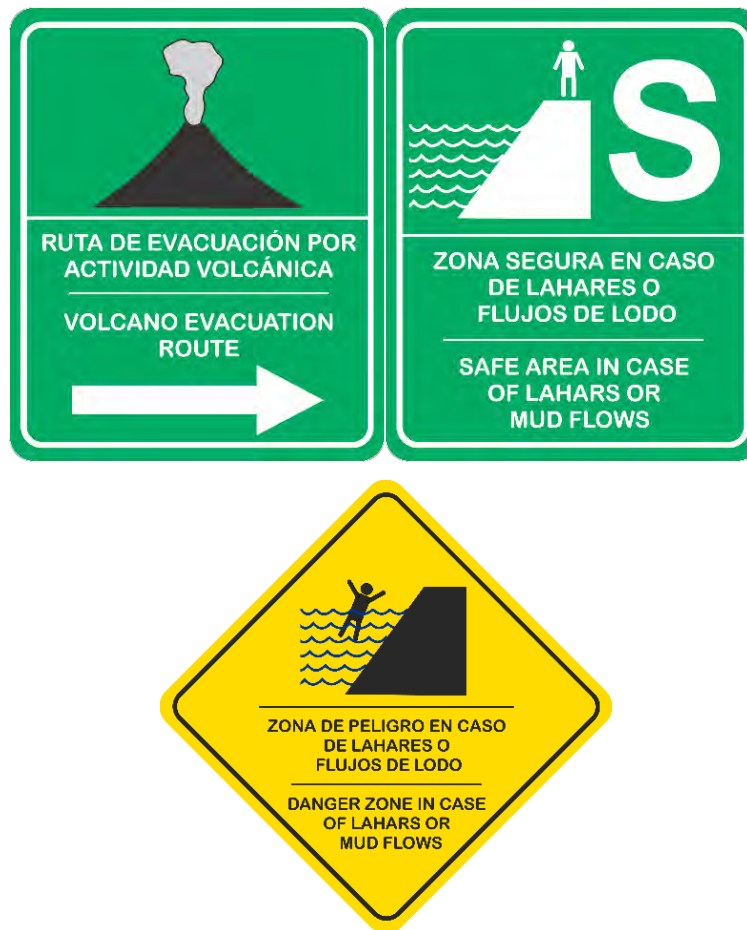 RUTA DE EVACUACIÓN POR
ACTIVIDAD VOLCÁNICA
VOLCANO EVACUATION
ROUTE
S
ZONA SEGURA EN CASO
DE LAHARES O
FLUJOS DE LODO
SAFE AREA IN CASE
OF LAHARS OR
MUD FLOWS
ZONA DE PELIGRO EN CASO
DE LAHARES O
FLUJOS DE LODO
DANGER ZONE IN CASE
OF LAHARS OR
MUD FLOWS